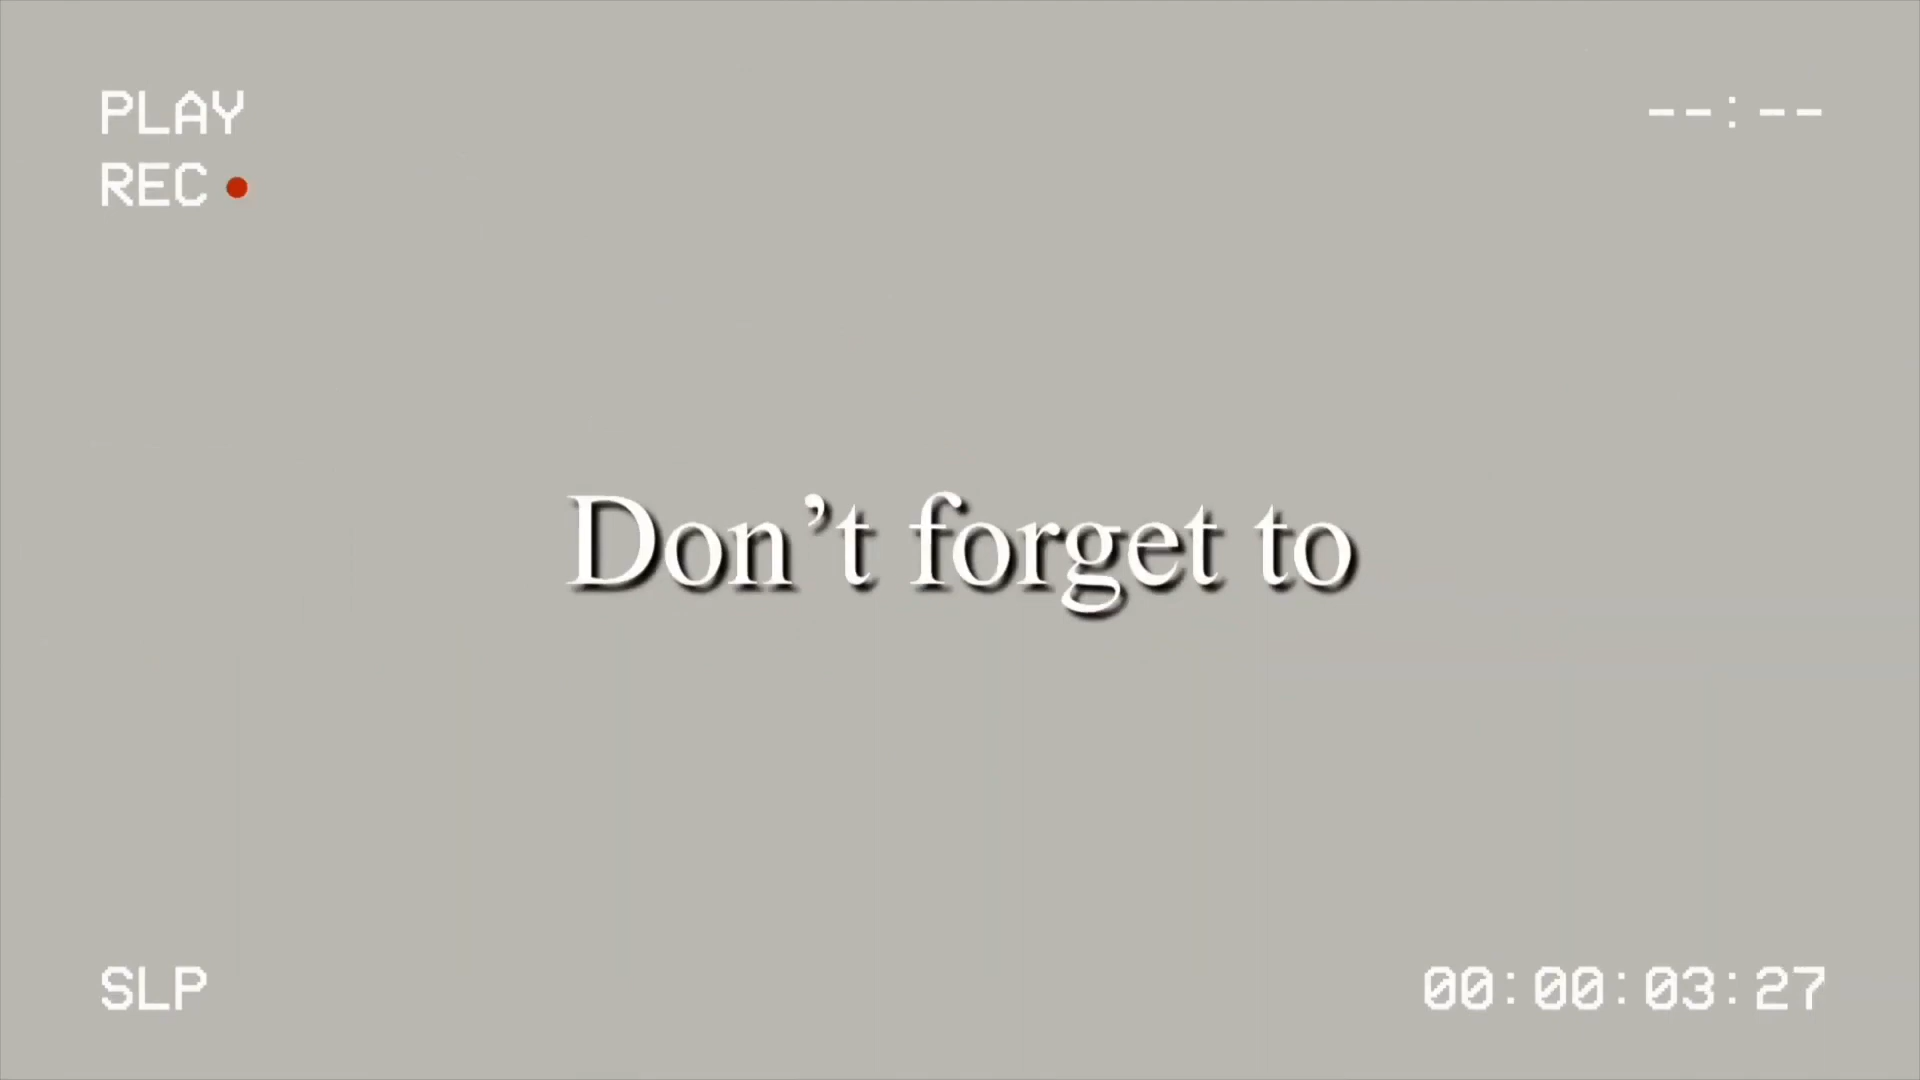 PLAY
--:--
REC
Don’t forget to
SLP
00:00:03:27